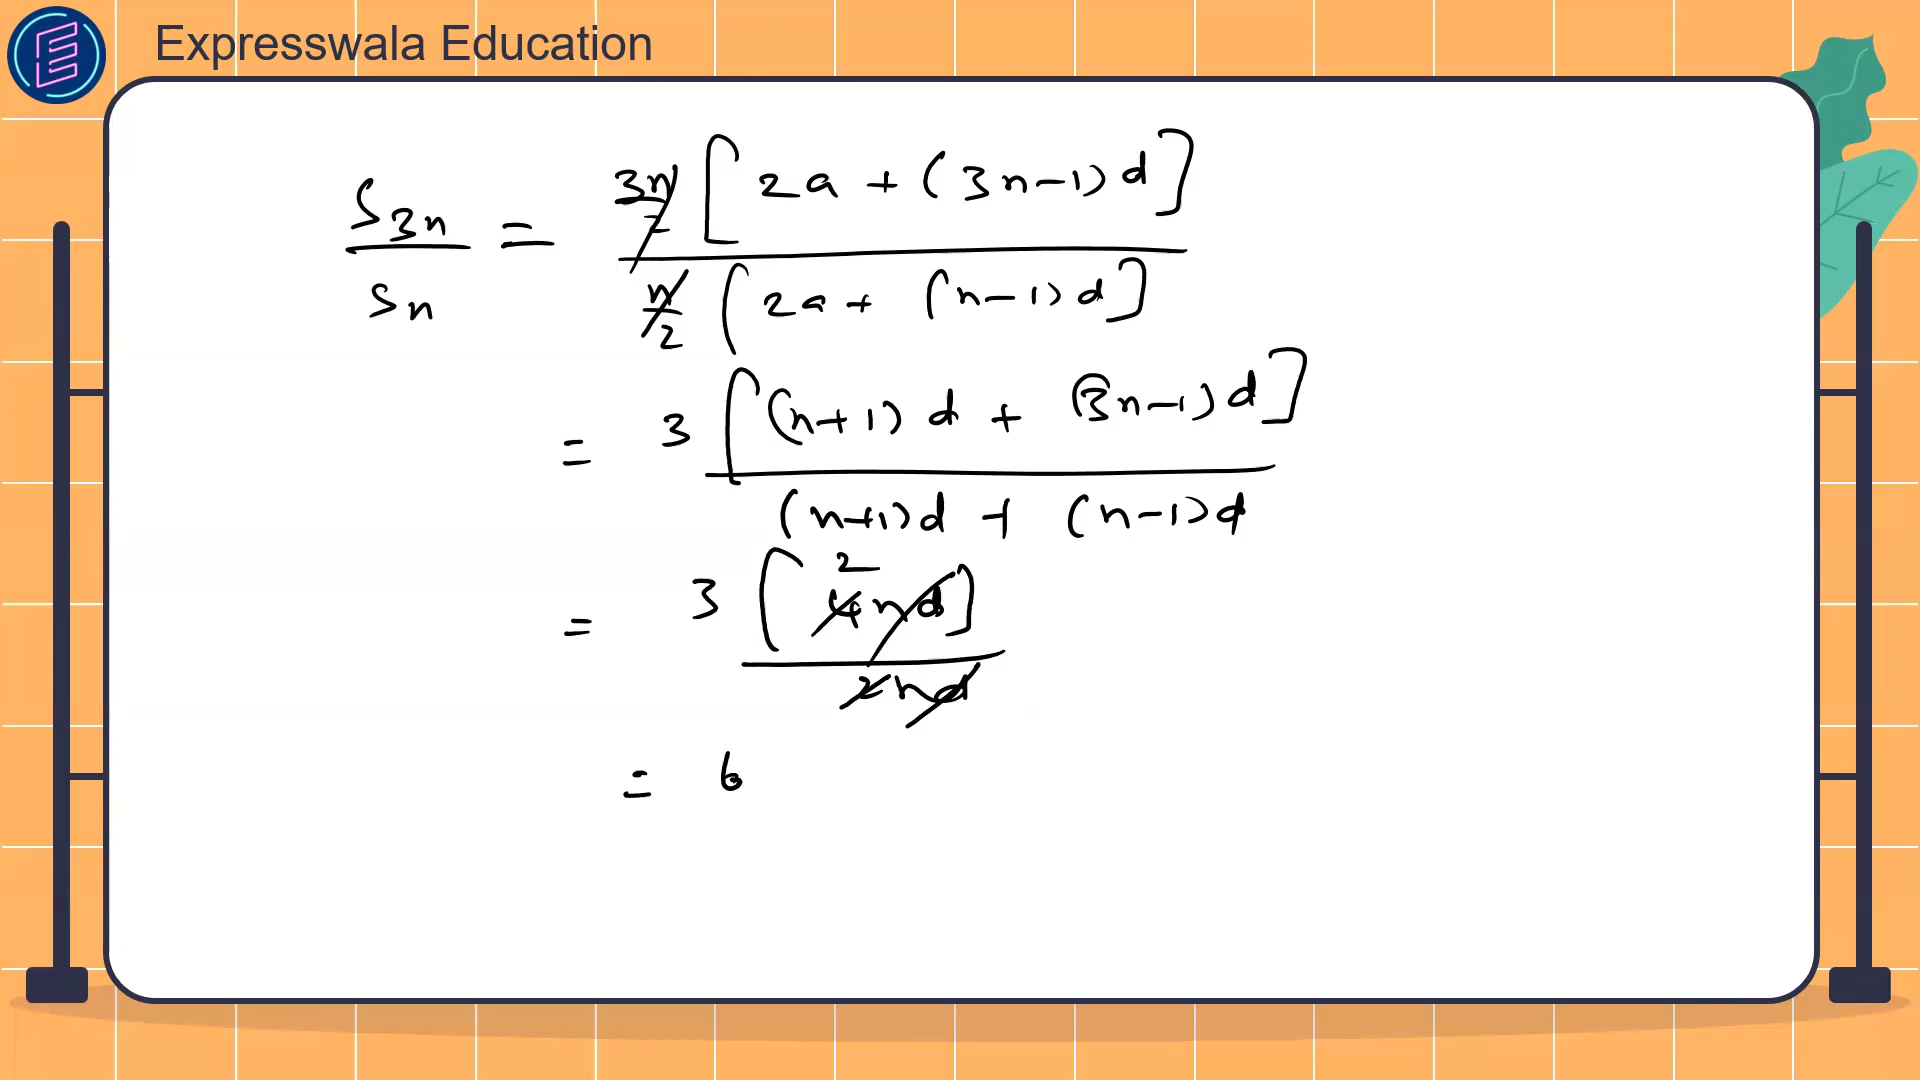 Expresswala Education
S3n / Sn = 3n/2 [2a + (3n-1)d] / n/2 [2a + (n-1)d]
= 3 [(n+1)d + (3n-1)d] / (n+1)d + (n-1)d
= 3 [4nd] 2 / 2nd
= 6